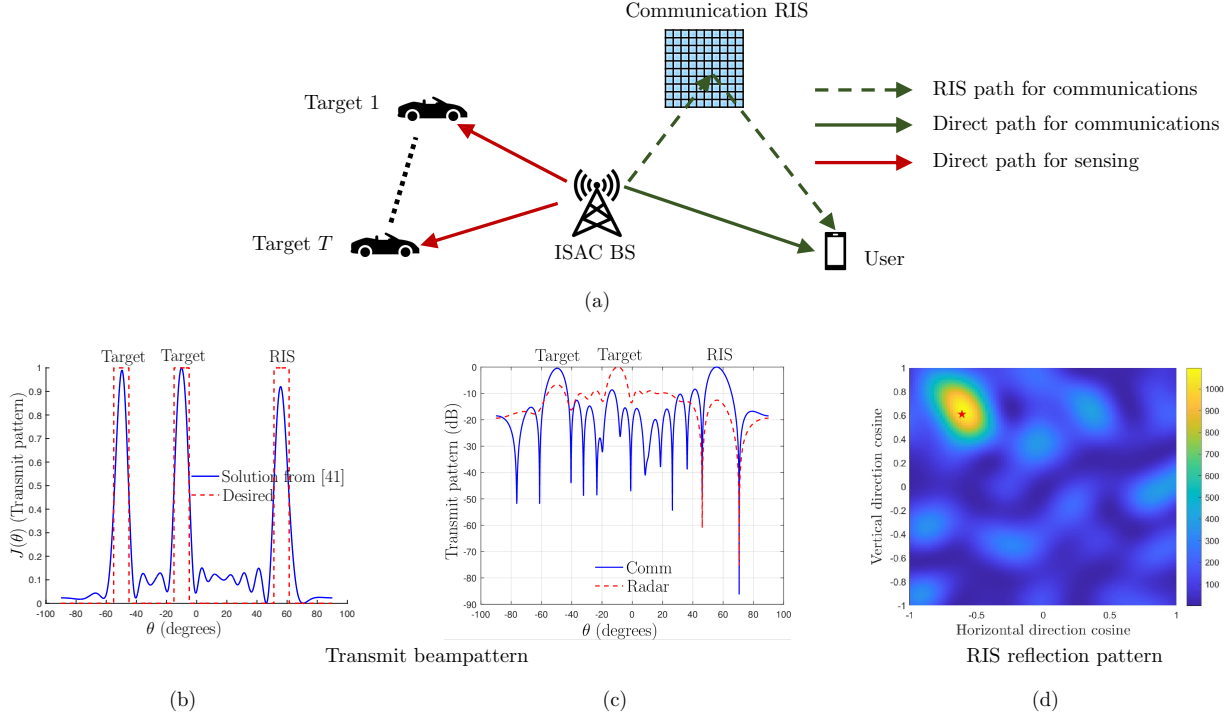 Communication RIS
Target 1
Target T
ISAC BS
User
RIS path for communications
Direct path for communications
Direct path for sensing
(a)
Target Target RIS
J(θ) (Transmit pattern)
1
0.9
0.8
0.7
0.6
0.5
0.4
0.3
0.2
0.1
0
Solution from [41]
Desired
-100 -80 -60 -40 -20 0 20 40 60 80 100
θ (degrees)
Target Target RIS
Transmit pattern (dB)
0
-10
-20
-30
-40
-50
-60
-70
-80
-90
Comm
Radar
-100 -80 -60 -40 -20 0 20 40 60 80 100
θ (degrees)
Vertical direction cosine
1
0.8
0.6
0.4
0.2
0
-0.2
-0.4
-0.6
-0.8
-1
-1 -0.5 0 0.5 1
Horizontal direction cosine
1000
900
800
700
600
500
400
300
200
100
Transmit beampattern
RIS reflection pattern
(b)
(c)
(d)